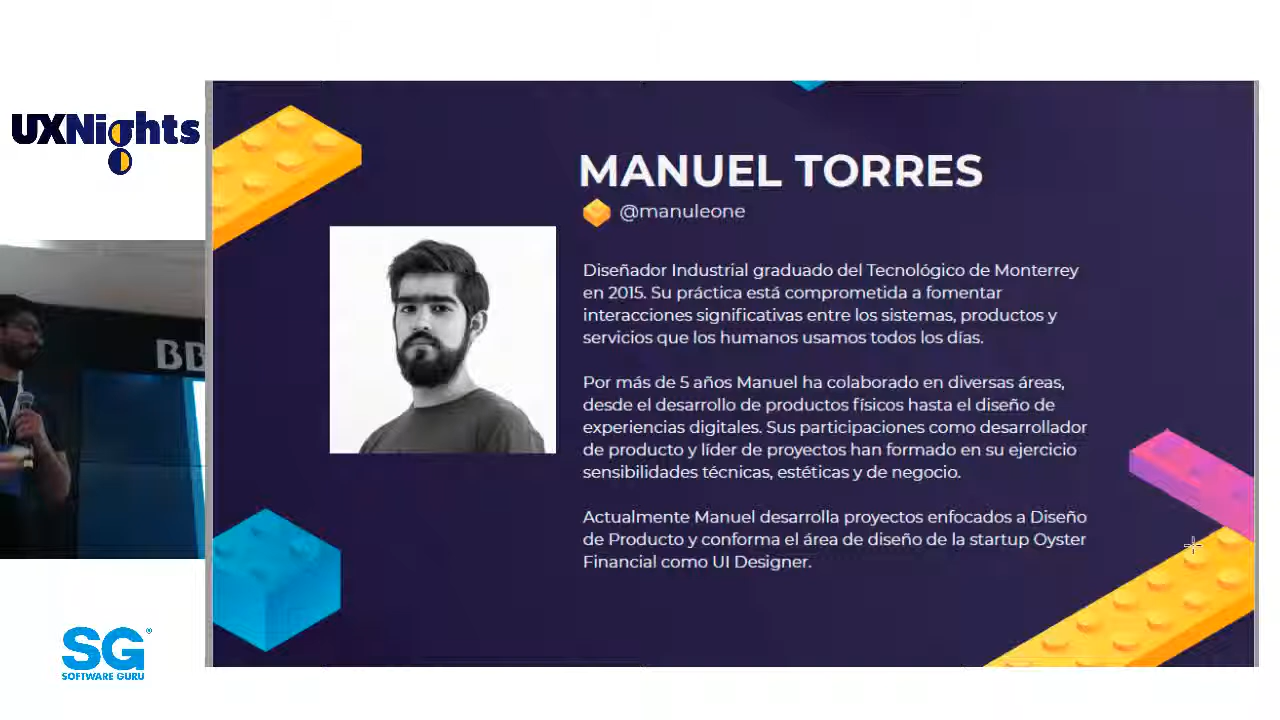 UXNights
BB
SG
SOFTWARE GURU
MANUEL TORRES
@manuleone
Diseñador Industrial graduado del Tecnológico de Monterrey
en 2015. Su práctica está comprometida a fomentar
interacciones significativas entre los sistemas, productos y
servicios que los humanos usamos todos los días.
Por más de 5 años Manuel ha colaborado en diversas áreas,
desde el desarrollo de productos físicos hasta el diseño de
experiencias digitales. Sus participaciones como desarrollador
de producto y líder de proyectos han formado en su ejercicio
sensibilidades técnicas, estéticas y de negocio.
Actualmente Manuel desarrolla proyectos enfocados a Diseño
de Producto y conforma el área de diseño de la startup Oyster
Financial como UI Designer.